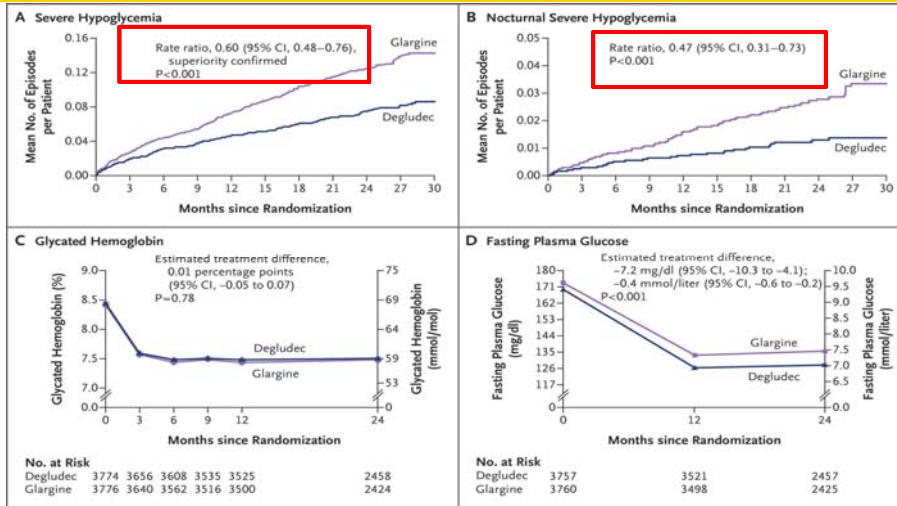 A Severe Hypoglycemia
0.16
0.12
0.08
0.04
0.00
Mean No. of Episodes
per Patient
Rate ratio, 0.60 (95% CI, 0.48–0.76),
superiority confirmed
P<0.001
Glargine
Degludec
0 3 6 9 12 15 18 21 24 27 30
Months since Randomization
B Nocturnal Severe Hypoglycemia
0.05
0.04
0.03
0.02
0.01
0.00
Mean No. of Episodes
per Patient
Rate ratio, 0.47 (95% CI, 0.31–0.73)
P<0.001
Glargine
Degludec
0 3 6 9 12 15 18 21 24 27 30
Months since Randomization
C Glycated Hemoglobin
Estimated treatment difference,
0.01 percentage points
(95% CI, −0.05 to 0.07)
P=0.78
9.0
8.5
8.0
7.5
7.0
0.0
Glycated Hemoglobin (%)
75
69
64
59
53
0
Glycated Hemoglobin
(mmol/mol)
Degludec
Glargine
0 3 6 9 12 24
Months since Randomization
No. at Risk
Degludec 3774 3656 3608 3535 3525 2458
Glargine 3776 3640 3562 3516 3500 2424
D Fasting Plasma Glucose
Estimated treatment difference,
−7.2 mg/dl (95% CI, −10.3 to −4.1);
−0.4 mmol/liter (95% CI, −0.6 to −0.2)
P<0.001
180
171
162
153
144
135
126
117
0
Fasting Plasma Glucose
(mg/dl)
10.0
9.5
9.0
8.5
8.0
7.5
7.0
6.5
0.0
Fasting Plasma Glucose
(mmol/liter)
Glargine
Degludec
0 12 24
Months since Randomization
No. at Risk
Degludec 3757 3521 2457
Glargine 3760 3498 2425